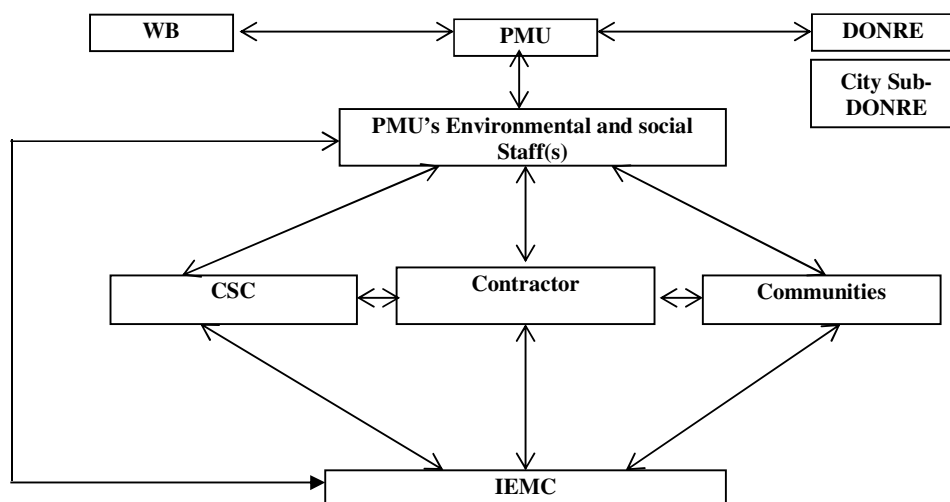 WB
PMU
DONRE
City Sub-
DONRE
PMU’s Environmental and social
Staff(s)
CSC
Contractor
Communities
IEMC